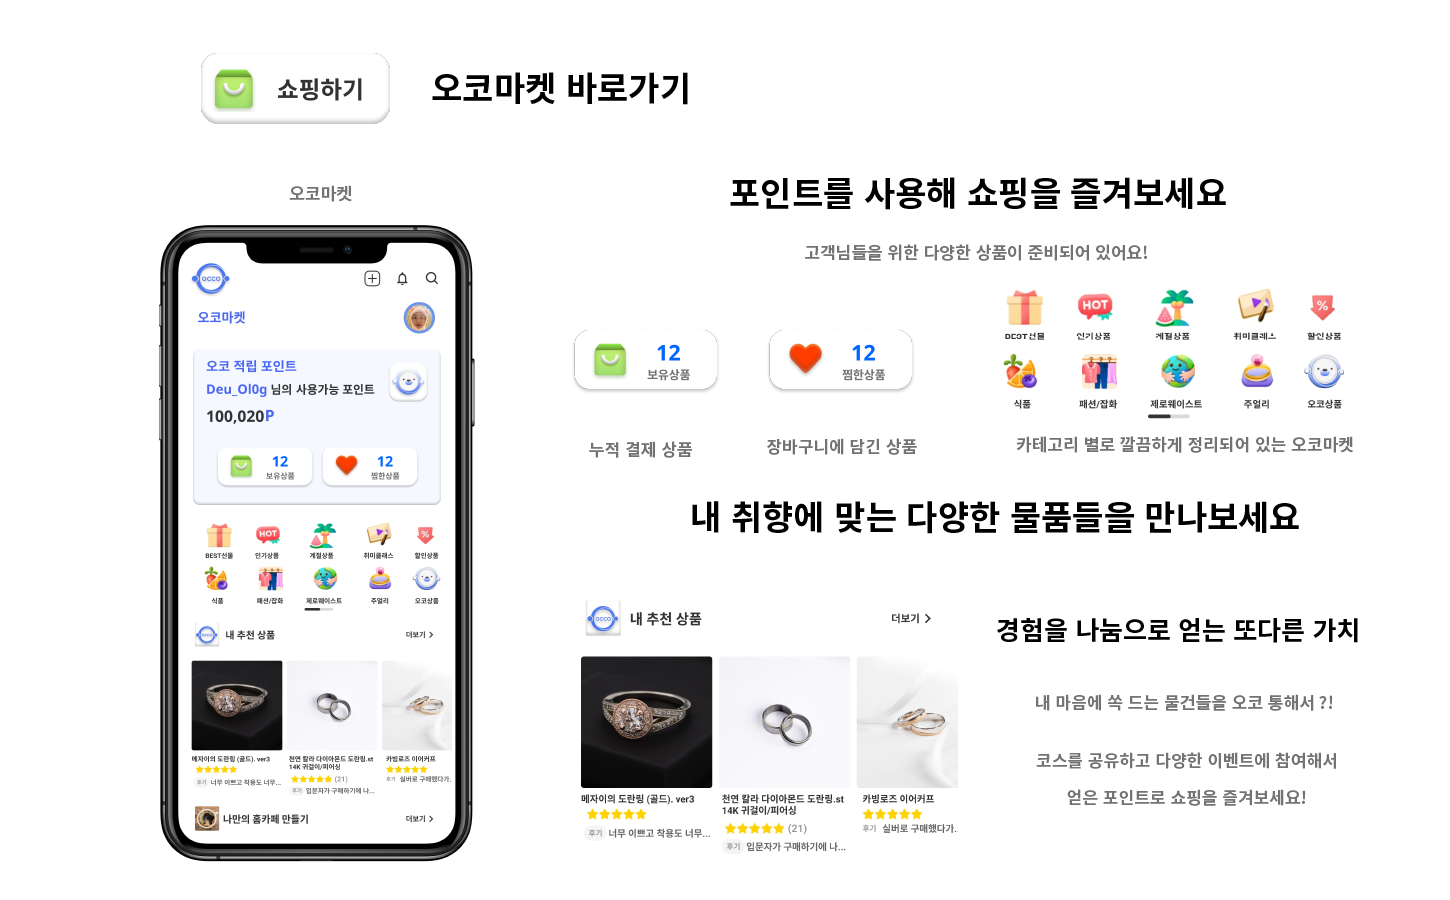 쇼핑하기
오코마켓 바로가기
오코마켓
OCCO
오코마켓
오코 적립 포인트
Deu_Ol0g 님의 사용가능 포인트
100,020P
12
보유상품
12
찜한상품
HOT
%
BEST선물
인기상품
계절상품
취미클래스
할인상품
식품
패션/잡화
제로웨이스트
주얼리
오코상품
OCCO
내 추천 상품
더보기
메자이의 도란링 (골드). ver3
후기 너무 이쁘고 착용도 너무...
천연 칼라 다이아몬드 도란링.st
14K 귀걸이/피어싱
(21)
후기 입문자가 구매하기에 나...
카빙로즈 이어커프
후기 실버로 구매했다가..
나만의 홈카페 만들기
더보기
포인트를 사용해 쇼핑을 즐겨보세요
고객님들을 위한 다양한 상품이 준비되어 있어요!
12
보유상품
12
찜한상품
누적 결제 상품
장바구니에 담긴 상품
HOT
%
BEST선물
인기상품
계절상품
취미클래스
할인상품
식품
패션/잡화
제로웨이스트
주얼리
오코상품
카테고리 별로 깔끔하게 정리되어 있는 오코마켓
내 취향에 맞는 다양한 물품들을 만나보세요
OCCO
내 추천 상품
더보기
메자이의 도란링 (골드). ver3
후기 너무 이쁘고 착용도 너무...
천연 칼라 다이아몬드 도란링.st
14K 귀걸이/피어싱
(21)
후기 입문자가 구매하기에 나...
카빙로즈 이어커프
후기 실버로 구매했다가..
경험을 나눔으로 얻는 또다른 가치
내 마음에 쏙 드는 물건들을 오코 통해서 ?!
코스를 공유하고 다양한 이벤트에 참여해서
얻은 포인트로 쇼핑을 즐겨보세요!